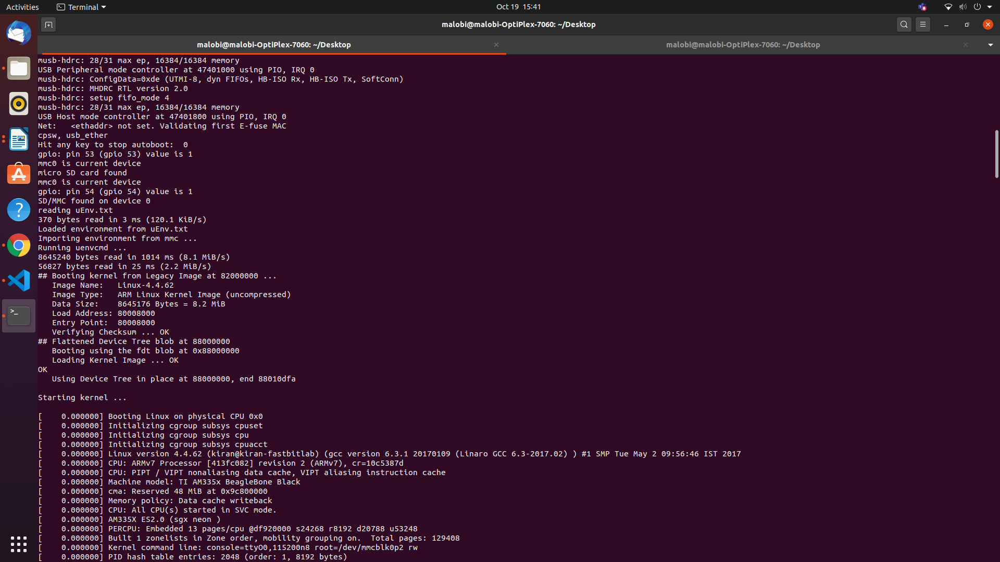 Activities
Terminal
Oct 19 15:41
malobi@malobi-OptiPlex-7060: ~/Desktop
malobi@malobi-OptiPlex-7060: ~/Desktop
malobi@malobi-OptiPlex-7060: ~/Desktop
musb-hdrc: 28/31 max ep, 16384/16384 memory
USB Peripheral mode controller at 47401000 using PIO, IRQ 0
musb-hdrc: ConfigData=0xde (UTMI-8, dyn FIFOs, HB-ISO Rx, HB-ISO Tx, SoftConn)
musb-hdrc: MHDRC RTL version 2.0
musb-hdrc: setup fifo_mode 4
musb-hdrc: 28/31 max ep, 16384/16384 memory
USB Host mode controller at 47401800 using PIO, IRQ 0
Net:   <ethaddr> not set. Validating first E-fuse MAC
cpsw, usb_ether
Hit any key to stop autoboot:  0
gpio: pin 53 (gpio 53) value is 1
mmc0 is current device
micro SD card found
mmc0 is current device
gpio: pin 54 (gpio 54) value is 1
SD/MMC found on device 0
reading uEnv.txt
370 bytes read in 3 ms (120.1 KiB/s)
Loaded environment from uEnv.txt
Importing environment from mmc ...
Running uenvcmd ...
8645240 bytes read in 1014 ms (8.1 MiB/s)
56827 bytes read in 25 ms (2.2 MiB/s)
## Booting kernel from Legacy Image at 82000000 ...
   Image Name:   Linux-4.4.62
   Image Type:   ARM Linux Kernel Image (uncompressed)
   Data Size:    8645176 Bytes = 8.2 MiB
   Load Address: 80008000
   Entry Point:  80008000
   Verifying Checksum ... OK
## Flattened Device Tree blob at 88000000
   Booting using the fdt blob at 0x88000000
   Loading Kernel Image ... OK
OK
   Using Device Tree in place at 88000000, end 88010dfa
Starting kernel ...
[    0.000000] Booting Linux on physical CPU 0x0
[    0.000000] Initializing cgroup subsys cpuset
[    0.000000] Initializing cgroup subsys cpu
[    0.000000] Initializing cgroup subsys cpuacct
[    0.000000] Linux version 4.4.62 (kiran@kiran-fastbitlab) (gcc version 6.3.1 20170109 (Linaro GCC 6.3-2017.02) ) #1 SMP Tue May 2 09:56:46 IST 2017
[    0.000000] CPU: ARMv7 Processor [413fc082] revision 2 (ARMv7), cr=10c5387d
[    0.000000] CPU: PIPT / VIPT nonaliasing data cache, VIPT aliasing instruction cache
[    0.000000] Machine model: TI AM335x BeagleBone Black
[    0.000000] cma: Reserved 48 MiB at 0x9c800000
[    0.000000] Memory policy: Data cache writeback
[    0.000000] CPU: All CPU(s) started in SVC mode.
[    0.000000] AM335X ES2.0 (sgx neon )
[    0.000000] PERCPU: Embedded 13 pages/cpu @df920000 s24268 r8192 d20788 u53248
[    0.000000] Built 1 zonelists in Zone order, mobility grouping on.  Total pages: 129408
[    0.000000] Kernel command line: console=ttyO0,115200n8 root=/dev/mmcblk0p2 rw
[    0.000000] PID hash table entries: 2048 (order: 1, 8192 bytes)